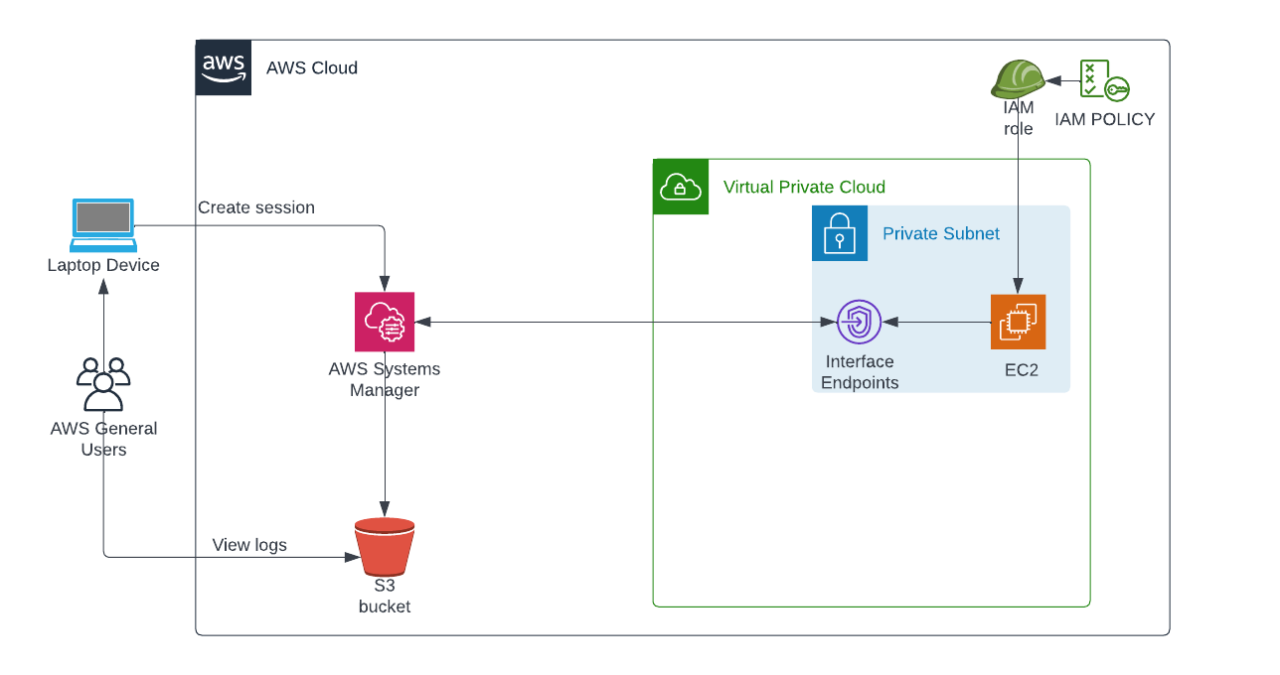 aws
AWS Cloud
IAM
role
IAM POLICY
Virtual Private Cloud
Create session
Private Subnet
Laptop Device
AWS Systems
Manager
Interface
Endpoints
EC2
AWS General
Users
View logs
S3
bucket